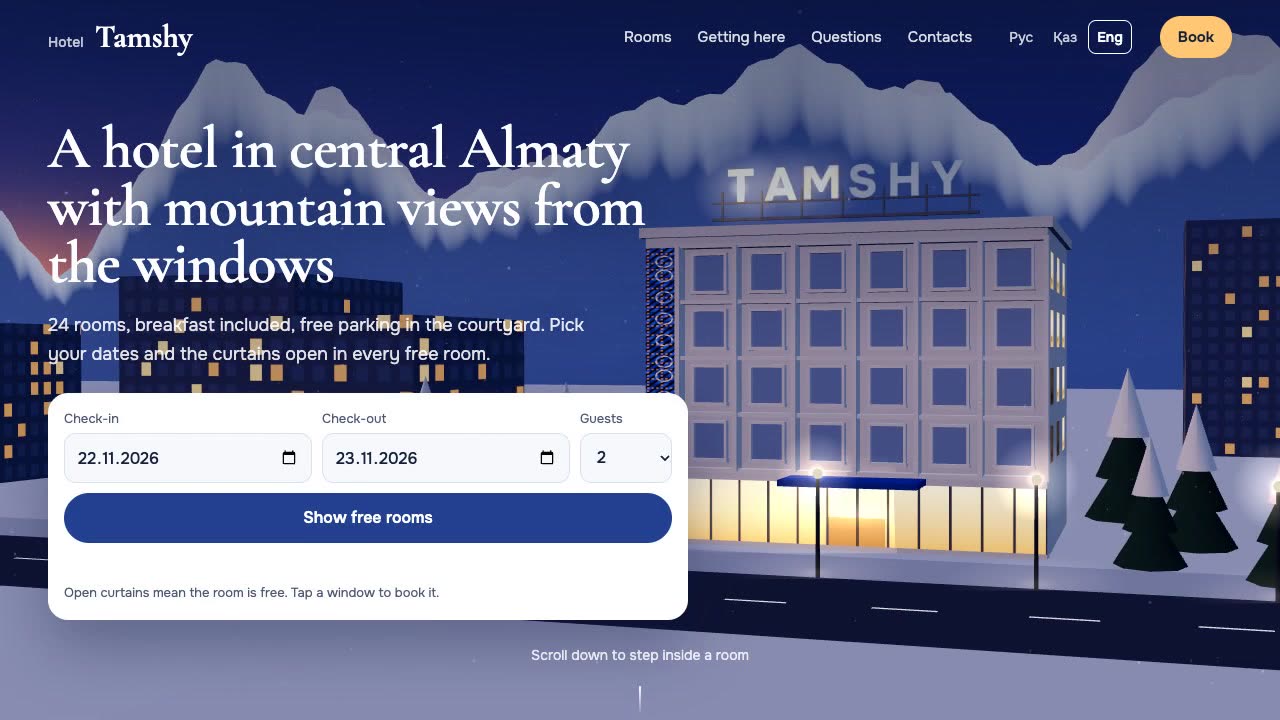 Hotel Tamshy
Rooms
Getting here
Questions
Contacts
Рус
Қаз
Eng
Book
A hotel in central Almaty
with mountain views from
the windows
TAMSHY
24 rooms, breakfast included, free parking in the courtyard. Pick
your dates and the curtains open in every free room.
Check-in
Check-out
Guests
22.11.2026
23.11.2026
2
Show free rooms
Open curtains mean the room is free. Tap a window to book it.
Scroll down to step inside a room